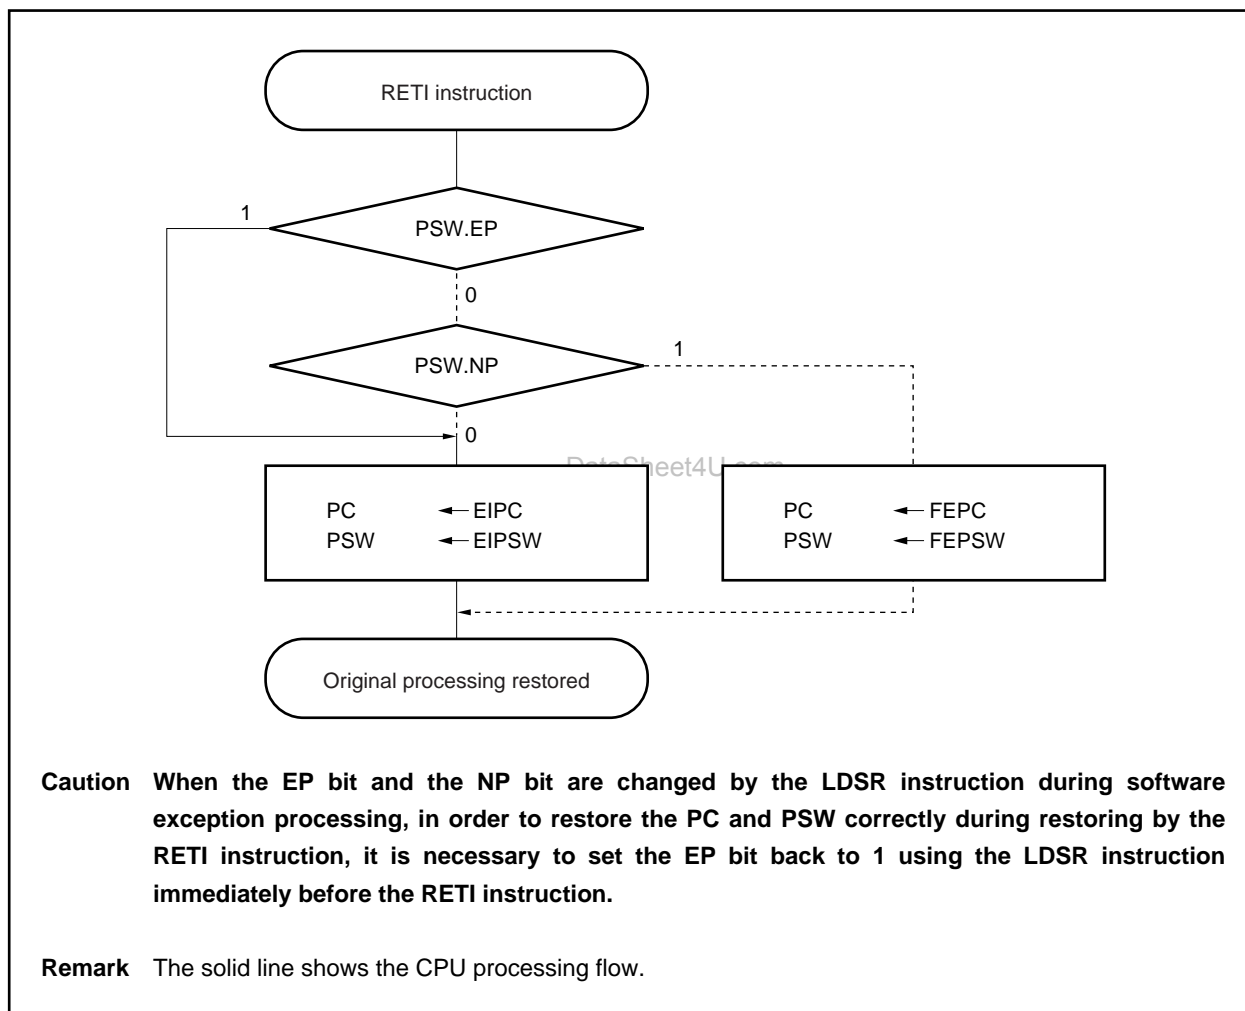 RETI instruction
1
PSW.EP
0
PSW.NP
1
0
DataSheet4U.com
PC ← EIPC
PSW ← EIPSW
PC ← FEPC
PSW ← FEPSW
Original processing restored
Caution When the EP bit and the NP bit are changed by the LDSR instruction during software
exception processing, in order to restore the PC and PSW correctly during restoring by the
RETI instruction, it is necessary to set the EP bit back to 1 using the LDSR instruction
immediately before the RETI instruction.
Remark The solid line shows the CPU processing flow.